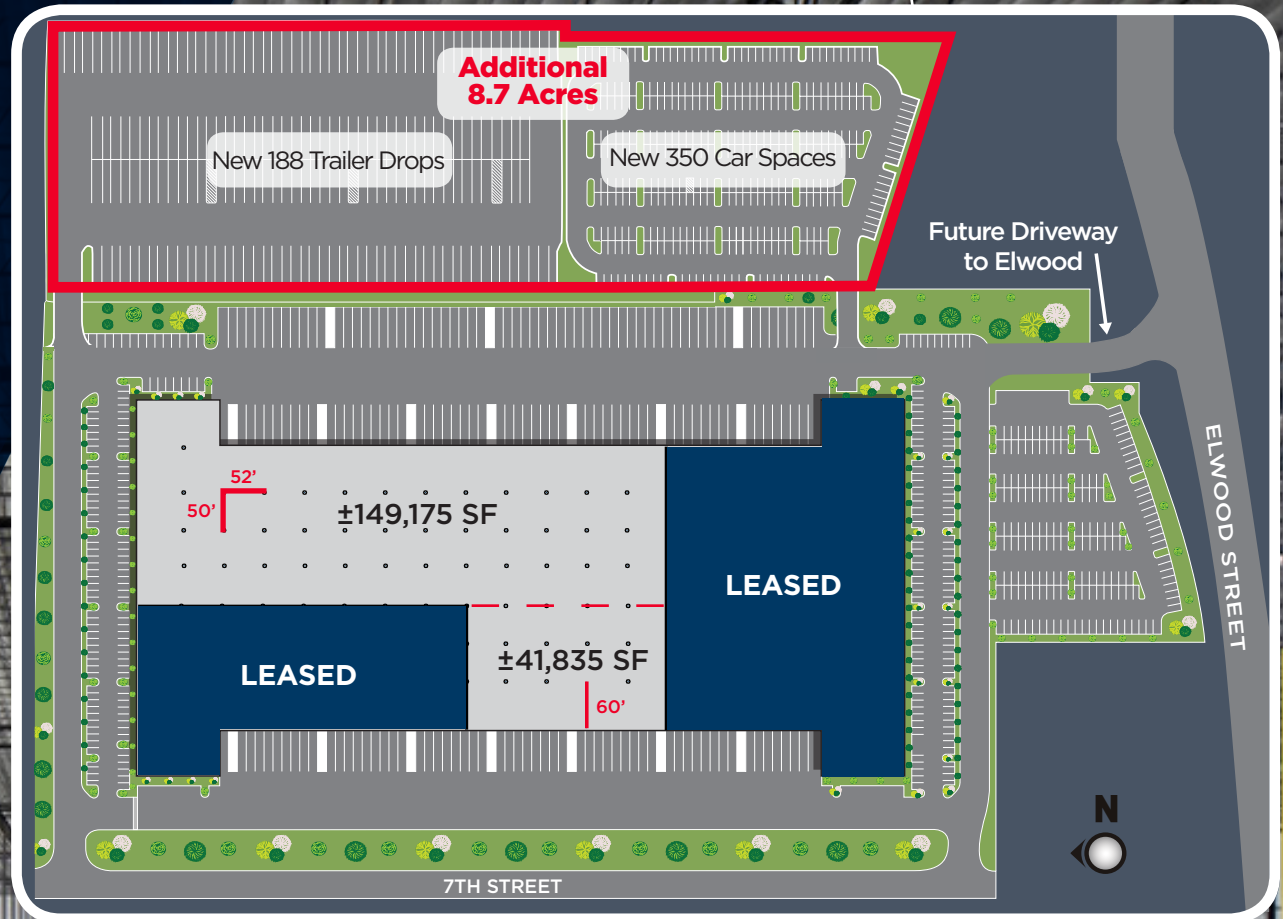 Additional
8.7 Acres
New 188 Trailer Drops
New 350 Car Spaces
Future Driveway
to Elwood
52’
50’
±149,175 SF
LEASED
ELWOOD STREET
LEASED
±41,835 SF
60’
N
7TH STREET